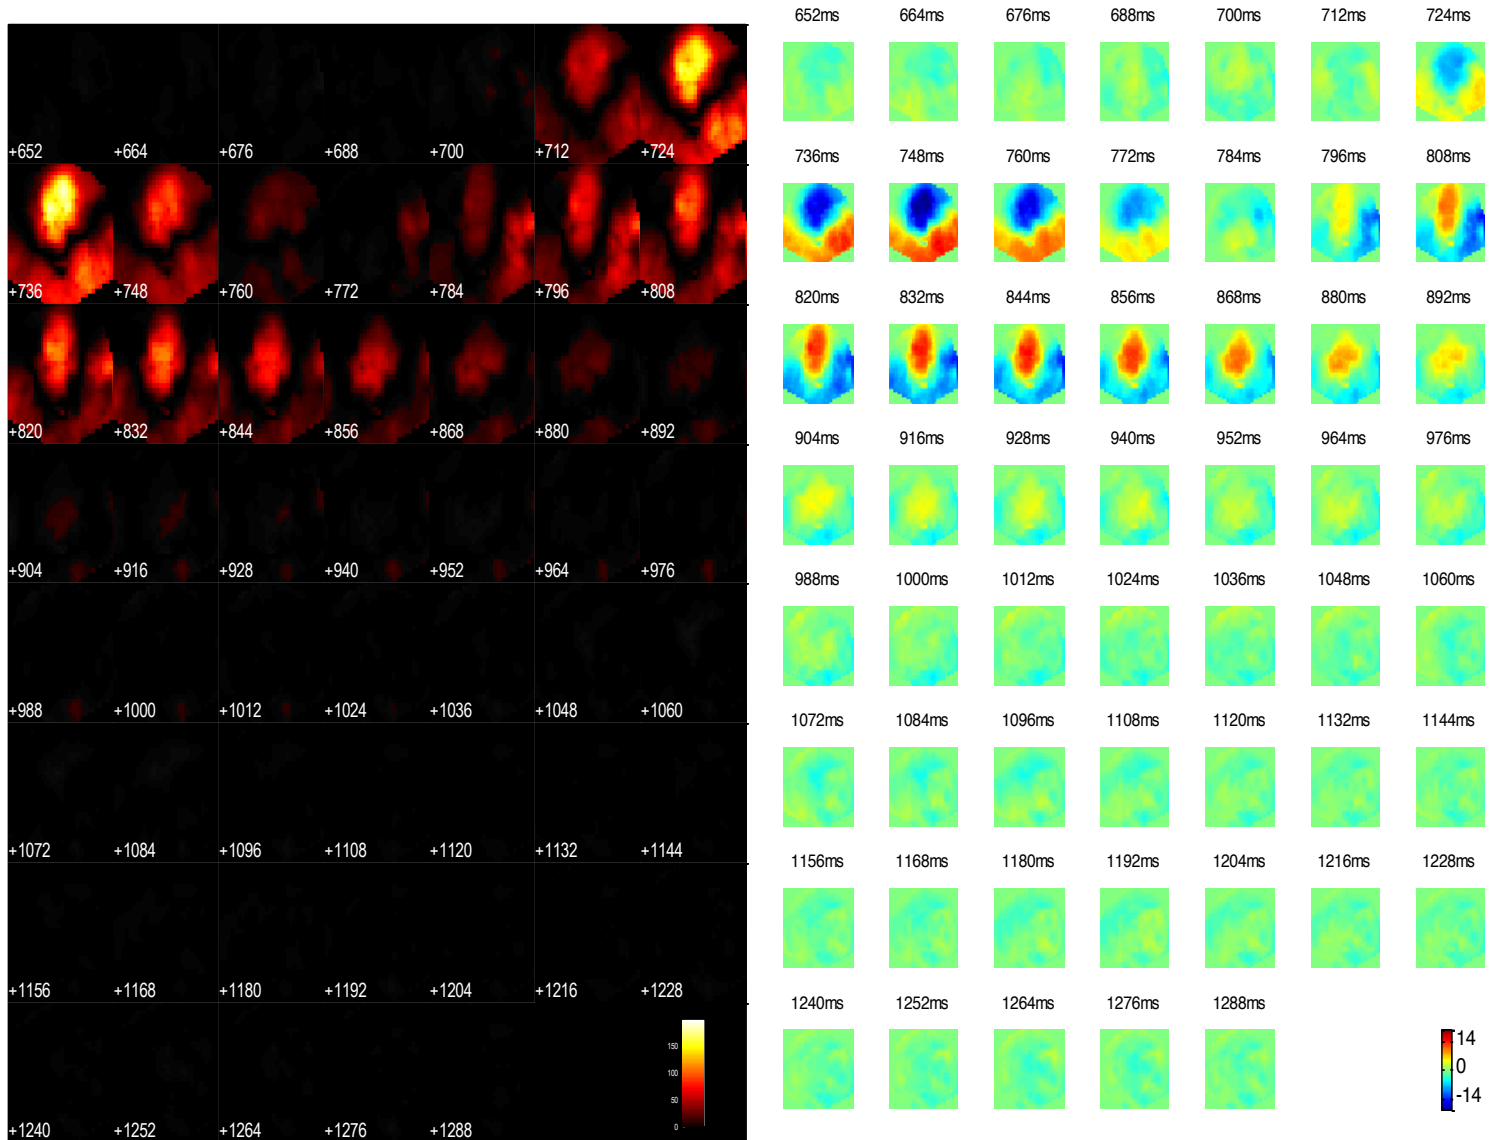 652ms 664ms 676ms 688ms 700ms 712ms 724ms
+652 +664 +676 +688 +700 +712 +724
736ms 748ms 760ms 772ms 784ms 796ms 808ms
+736 +748 +760 +772 +784 +796 +808
820ms 832ms 844ms 856ms 868ms 880ms 892ms
+820 +832 +844 +856 +868 +880 +892
904ms 916ms 928ms 940ms 952ms 964ms 976ms
+904 +916 +928 +940 +952 +964 +976
988ms 1000ms 1012ms 1024ms 1036ms 1048ms 1060ms
+988 +1000 +1012 +1024 +1036 +1048 +1060
1072ms 1084ms 1096ms 1108ms 1120ms 1132ms 1144ms
+1072 +1084 +1096 +1108 +1120 +1132 +1144
1156ms 1168ms 1180ms 1192ms 1204ms 1216ms 1228ms
+1156 +1168 +1180 +1192 +1204 +1216 +1228
1240ms 1252ms 1264ms 1276ms 1288ms
150
100
50
0
14
0
-14
+1240 +1252 +1264 +1276 +1288